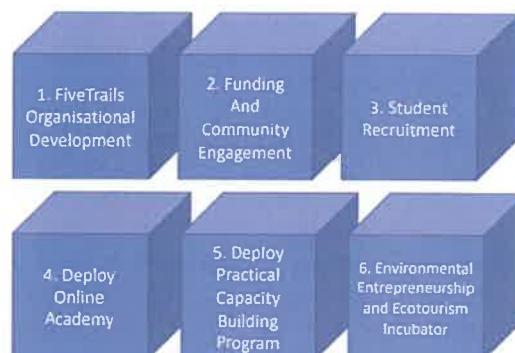 1. FiveTrails
Organisational
Development
2. Funding
And
Community
Engagement
3. Student
Recruitment
4. Deploy
Online
Academy
5. Deploy
Practical
Capacity
Building
Program
6. Environmental
Entrepreneurship
and Ecotourism
Incubator